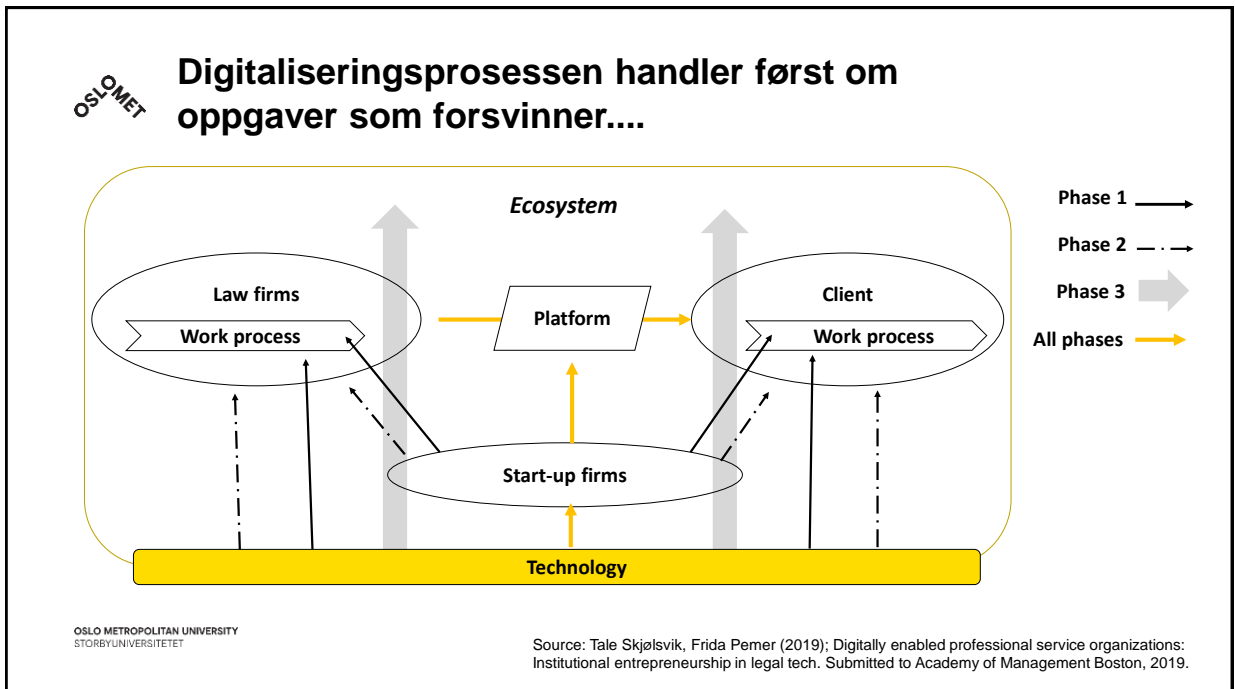 OSLOMET
Digitaliseringsprosessen handler først om
oppgaver som forsvinner....
Ecosystem
Law firms
Work process
Platform
Client
Work process
Start-up firms
Technology
Phase 1
Phase 2
Phase 3
All phases
OSLO METROPOLITAN UNIVERSITY
STORBYUNIVERSITETET
Source: Tale Skjølsvik, Frida Pemer (2019); Digitally enabled professional service organizations:
Institutional entrepreneurship in legal tech. Submitted to Academy of Management Boston, 2019.